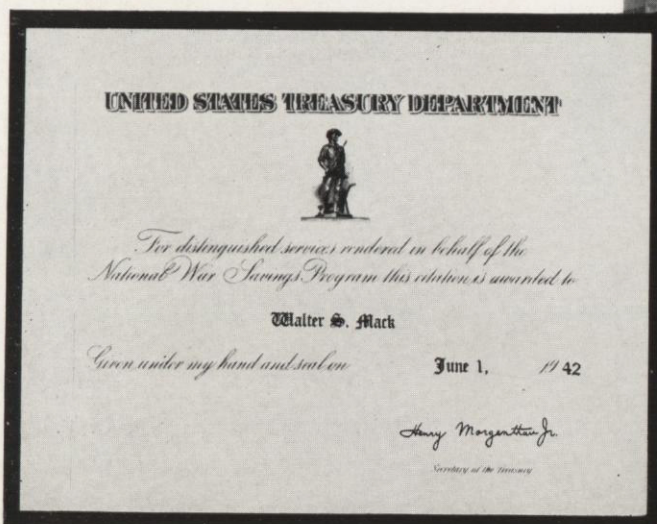 UNITED STATES TREASURY DEPARTMENT
For distinguished services rendered in behalf of the
National War Savings Program this citation is awarded to
Walter S. Mack
Given under my hand and seal on June 1, 1942
Henry Morgenthau Jr.
Secretary of the Treasury